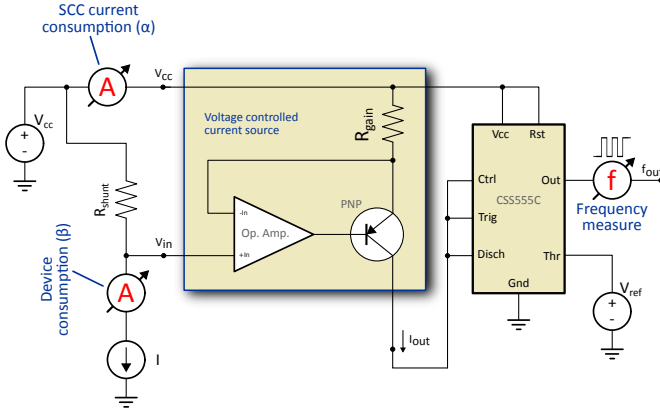 SCC current
consumption (α)
A
Vcc
Vcc
+
-
Voltage controlled
current source
Rgain
Rshunt
-In
Op. Amp.
+In
PNP
Vin
Device
consumption (β)
A
I
Iout
Vcc
Rst
Ctrl
Out
CSS555C
Trig
Disch
Thr
Gnd
f
fout
Frequency
measure
Vref
+
-